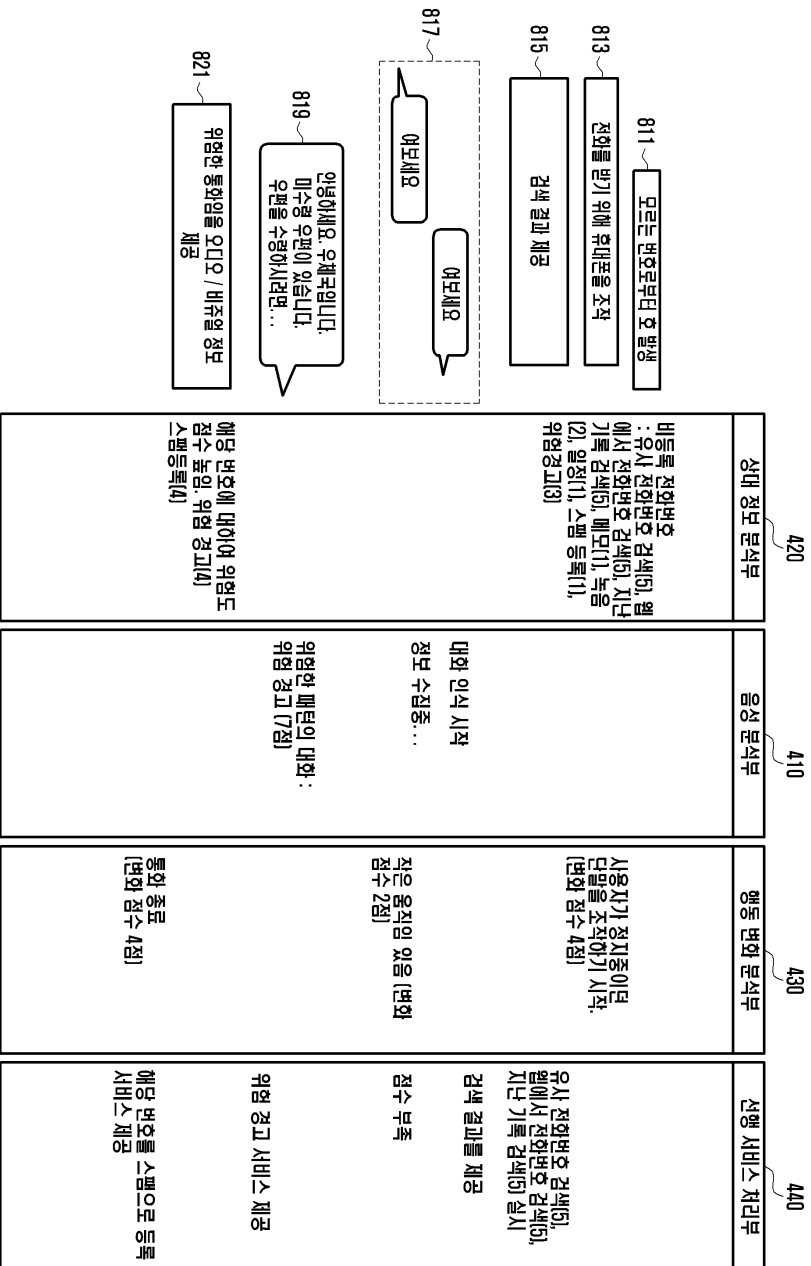 811
모르는 번호로부터 호 발생
813
전화를 받기 위해 휴대폰을 조작
815
검색 결과 제공
817
여보세요
여보세요
819
안녕하세요. 우체국입니다.
미수령 우편이 있습니다.
우편을 수령하시려면...
821
위험한 통화임을 오디오 / 비쥬얼 정보
제공
420
상대 정보 분석부
비등록 전화번호
: 유사 전화번호 검색(5), 웹
에서 전화번호 검색(5), 지난
기록 검색(5), 메모(1), 녹음
(2), 일정(1), 스팸 등록(1),
위험경고(3)
해당 번호에 대하여 위험도
점수 높임. 위험 경고(4)
스팸등록(4)
410
음성 분석부
대화 인식 시작
정보 수집중...
위험한 패턴의 대화 :
위험 경고 (7점)
430
행동 변화 분석부
사용자가 정지중이던
단말을 조작하기 시작.
(변화 점수 4점)
작은 움직임 있음 (변화
점수 2점)
통화 종료
(변화 점수 4점)
440
선행 서비스 처리부
유사 전화번호 검색(5),
웹에서 전화번호 검색(5),
지난 기록 검색(5) 실시
검색 결과를 제공
점수 부족
위험 경고 서비스 제공
해당 번호를 스팸으로 등록
서비스 제공